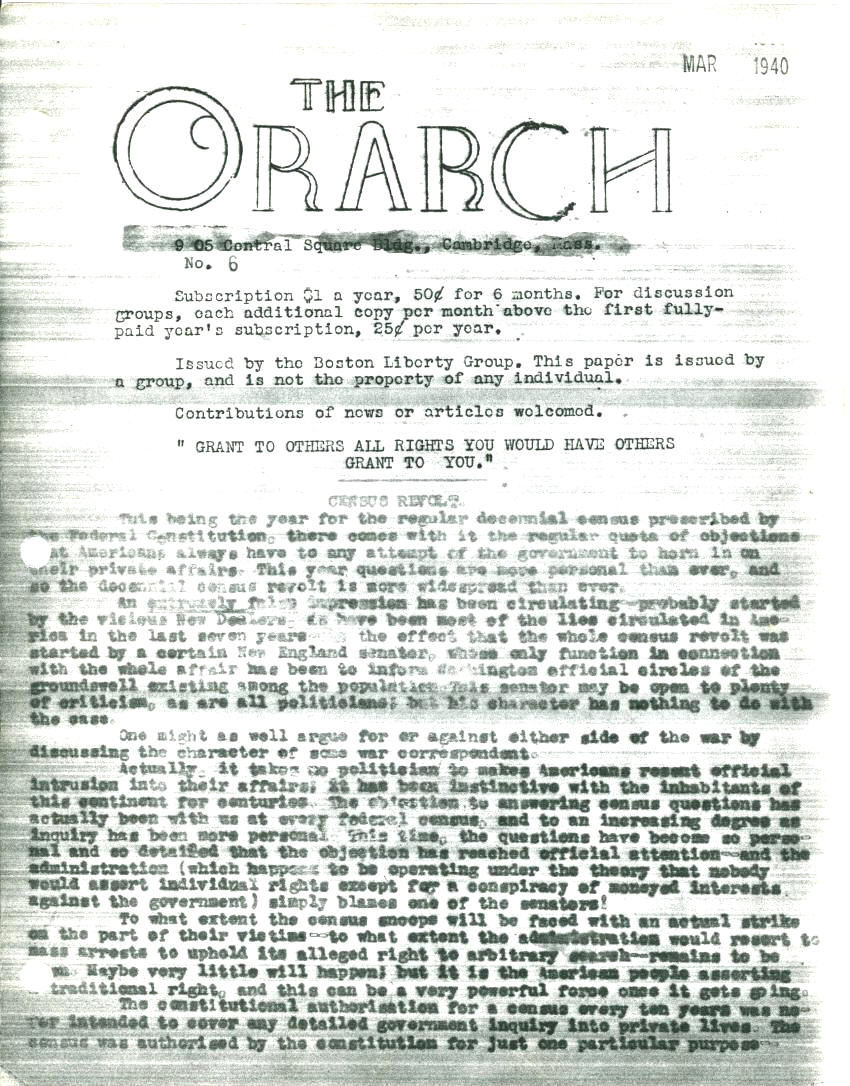 MAR 1940
THE
ORARCH
9 05 Central Square Bldg., Cambridge, Mass.
No. 6
Subscription $1 a year, 50¢ for 6 months. For discussion
groups, each additional copy per month above the first fully-
paid year's subscription, 25¢ per year.
Issued by the Boston Liberty Group. This paper is issued by
a group, and is not the property of any individual.
Contributions of news or articles welcomed.
" GRANT TO OTHERS ALL RIGHTS YOU WOULD HAVE OTHERS
GRANT TO YOU."
CENSUS REVOLT.
This being the year for the regular decennial census prescribed by
the Federal Constitution, there comes with it the regular quota of objections
at Americans always have to any attempt of the government to horn in on
their private affairs. This year questions are more personal than ever, and
so the decennial census revolt is more widespread than ever.
An extremely false impression has been circulating--probably started
by the vicious New Dealers, as have been most of the lies circulated in Ame-
rica in the last seven years-- the effect that the whole census revolt was
started by a certain New England senator, whose only function in connection
with the whole affair has been to inform Washington official circles of the
groundswell existing among the population. This senator may be open to plenty
of criticism, as are all politicians; but his character has nothing to do with
the case.
One might as well argue for or against either side of the war by
discussing the character of some war correspondent.
Actually, it takes no politician to makes Americans resent official
intrusion into their affairs; it has been instinctive with the inhabitants of
this continent for centuries. The objection to answering census questions has
actually been with us at every federal census, and to an increasing degree as
inquiry has been more personal. This time, the questions have become so perso-
nal and so detailed that the objection has reached official attention--and the
administration (which happens to be operating under the theory that nobody
would assert individual rights except for a conspiracy of moneyed interests
against the government) simply blames one of the senators!
To what extent the census snoops will be faced with an actual strike
on the part of their victims--to what extent the administration would resort to
mass arrests to uphold its alleged right to arbitrary search--remains to be
n. Maybe very little will happen; but it is the American people asserting
traditional right, and this can be a very powerful force once it gets going.
The constitutional authorisation for a census every ten years was ne-
ver intended to cover any detailed government inquiry into private lives. The
census was authorised by the constitution for just one particular purpose--